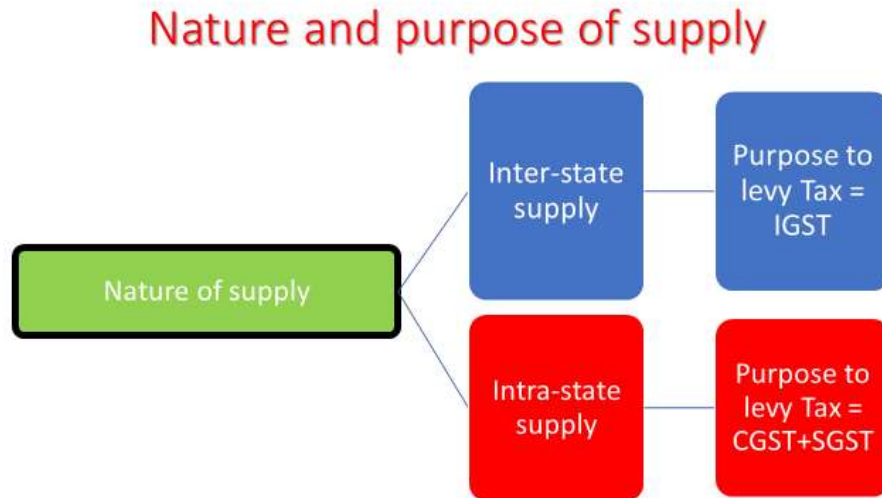 Nature and purpose of supply
Nature of supply
Inter-state
supply
Purpose to
levy Tax =
IGST
Intra-state
supply
Purpose to
levy Tax =
CGST+SGST